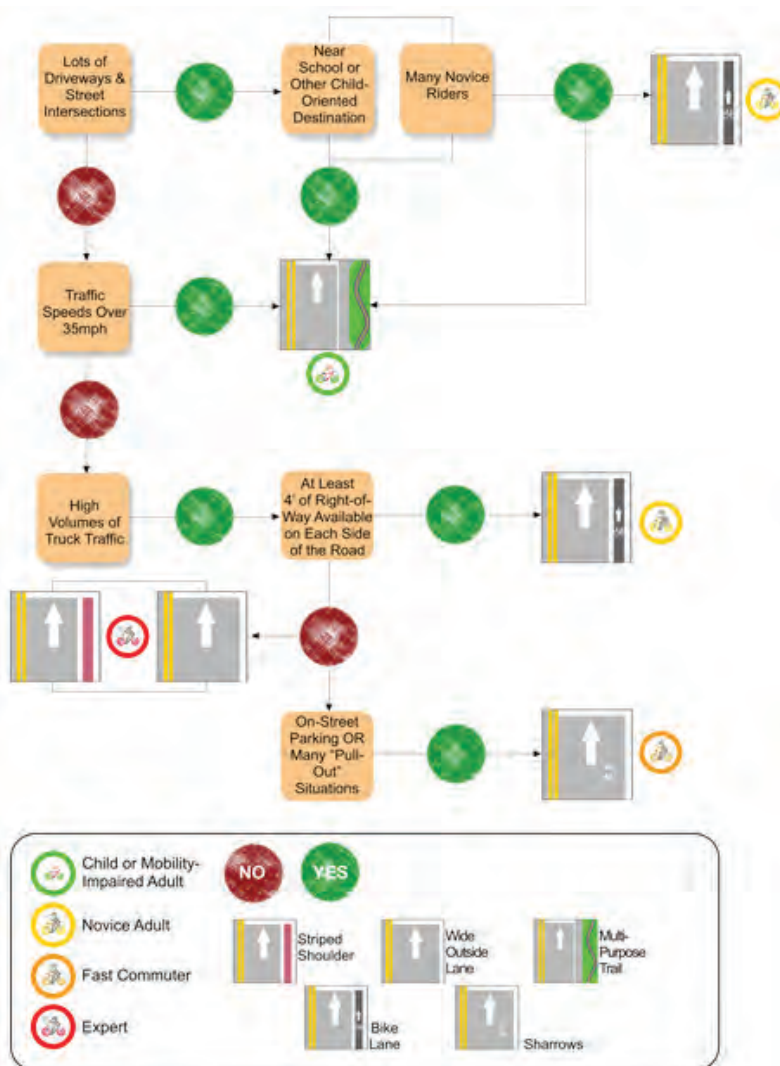 Lots of
Driveways &
Street
Intersections
Near
School or
Other Child-
Oriented
Destination
Many Novice
Riders
Traffic
Speeds Over
35mph
High
Volumes of
Truck Traffic
At Least
4' of Right-of-
Way Available
on Each Side
of the Road
On-Street
Parking OR
Many "Pull-
Out"
Situations
Child or Mobility-
Impaired Adult
NO
YES
Novice Adult
Fast Commuter
Expert
Striped
Shoulder
Wide
Outside
Lane
Multi-
Purpose
Trail
Bike
Lane
Sharrows